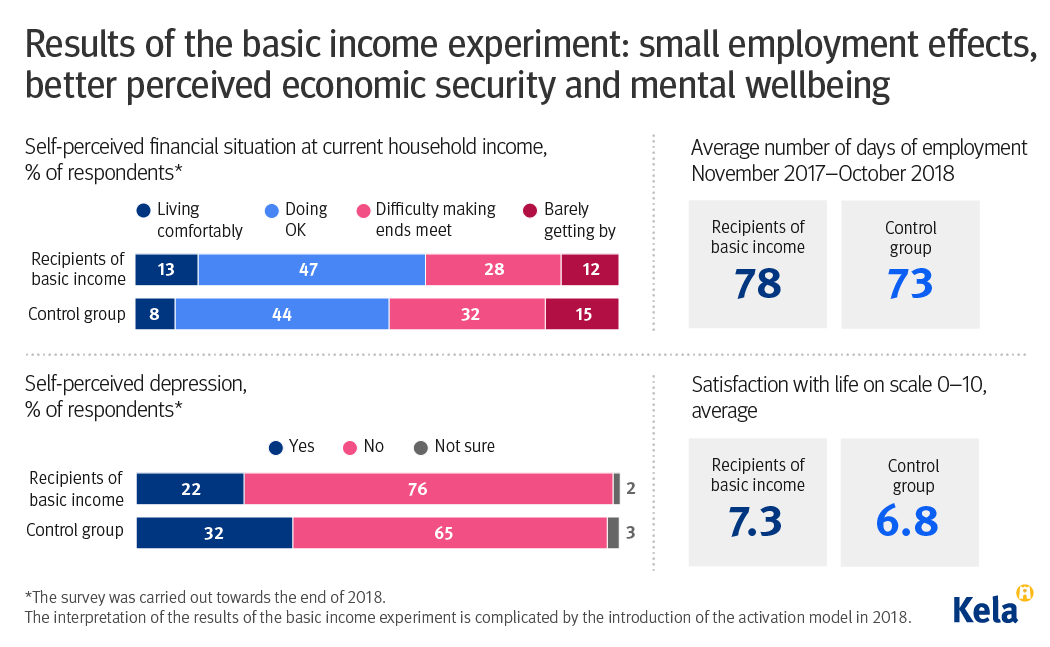 Results of the basic income experiment: small employment effects,
better perceived economic security and mental wellbeing
Self-perceived financial situation at current household income,
% of respondents*
Living
comfortably
Doing
OK
Difficulty making
ends meet
Barely
getting by
Recipients of
basic income
13 47 28 12
Control group 8 44 32 15
Average number of days of employment
November 2017–October 2018
Recipients of
basic income
78
Control
group
73
Self-perceived depression,
% of respondents*
Yes No Not sure
Recipients of
basic income
22 76 2
Control group 32 65 3
Satisfaction with life on scale 0–10,
average
Recipients of
basic income
7.3
Control
group
6.8
*The survey was carried out towards the end of 2018.
The interpretation of the results of the basic income experiment is complicated by the introduction of the activation model in 2018.
Kela